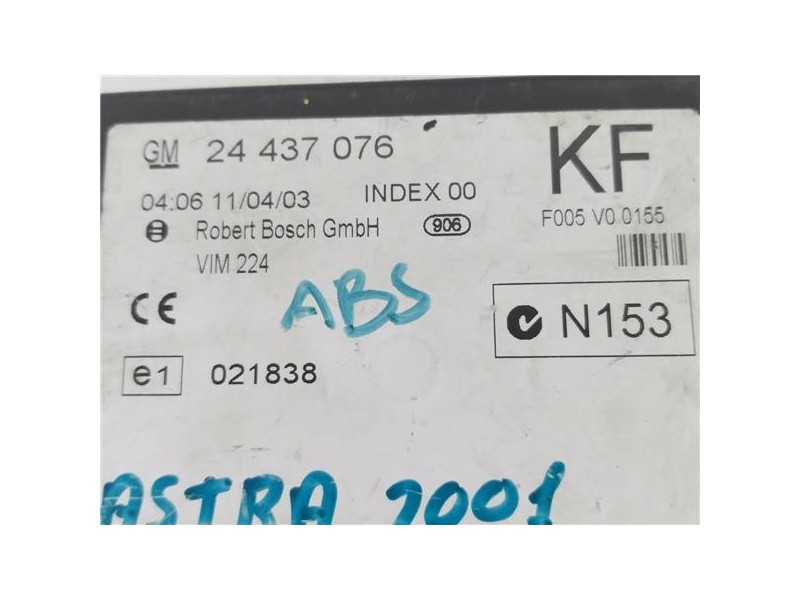 GM 24 437 076
KF
04:06 11/04/03 INDEX 00
F005 V0 0155
Robert Bosch GmbH 906
VIM 224
ABS
CE
N153
e1 021838
ASTRA 2001